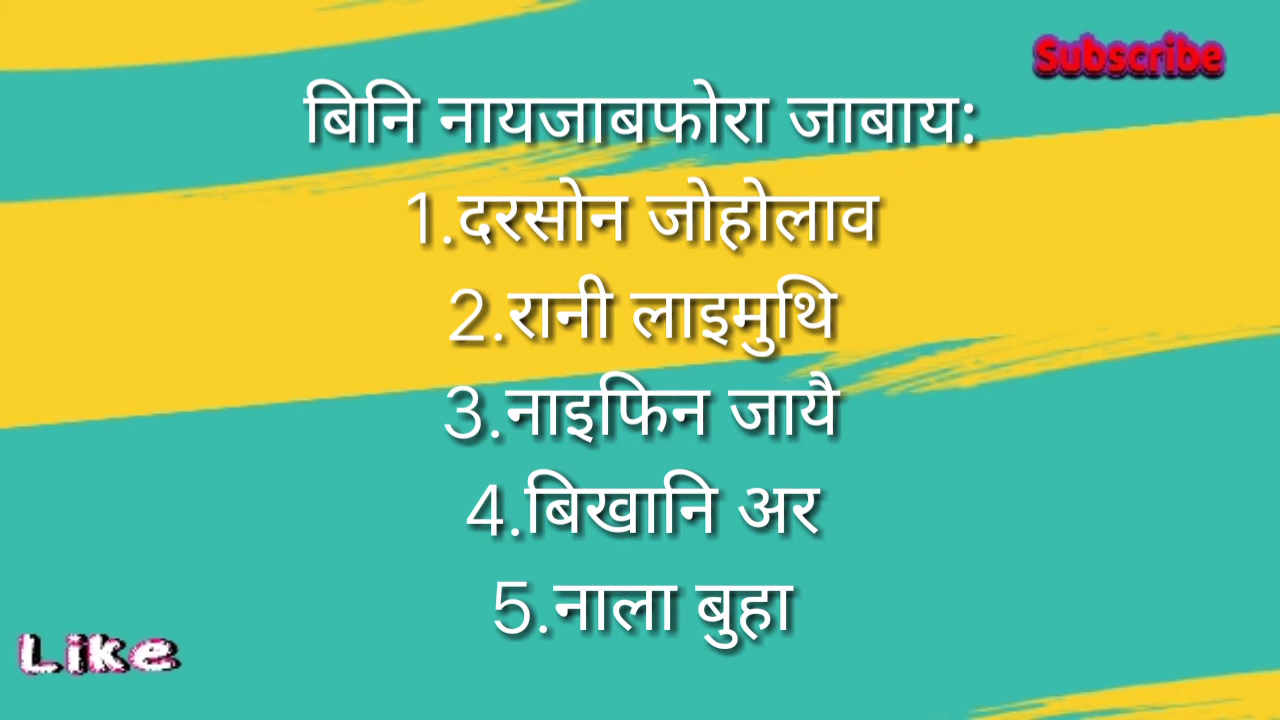 Subscribe
बिनि नायजाबफोरा जाबाय:
1.दरसोन जोहोलाव
2.रानी लाइमुथि
3.नाइफिन जायै
4.बिखानि अर
5.नाला बुहा
Like